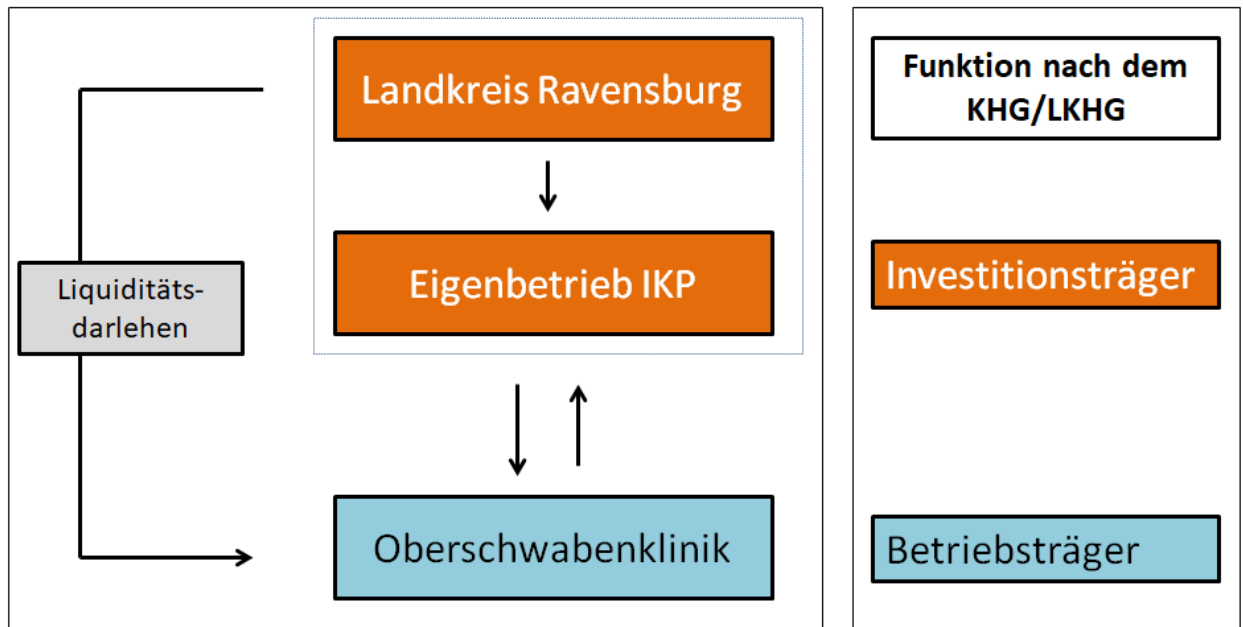 Landkreis Ravensburg
Funktion nach dem
KHG/LKHG
Eigenbetrieb IKP
Investitionsträger
Liquiditäts-
darlehen
Oberschwabenklinik
Betriebsträger